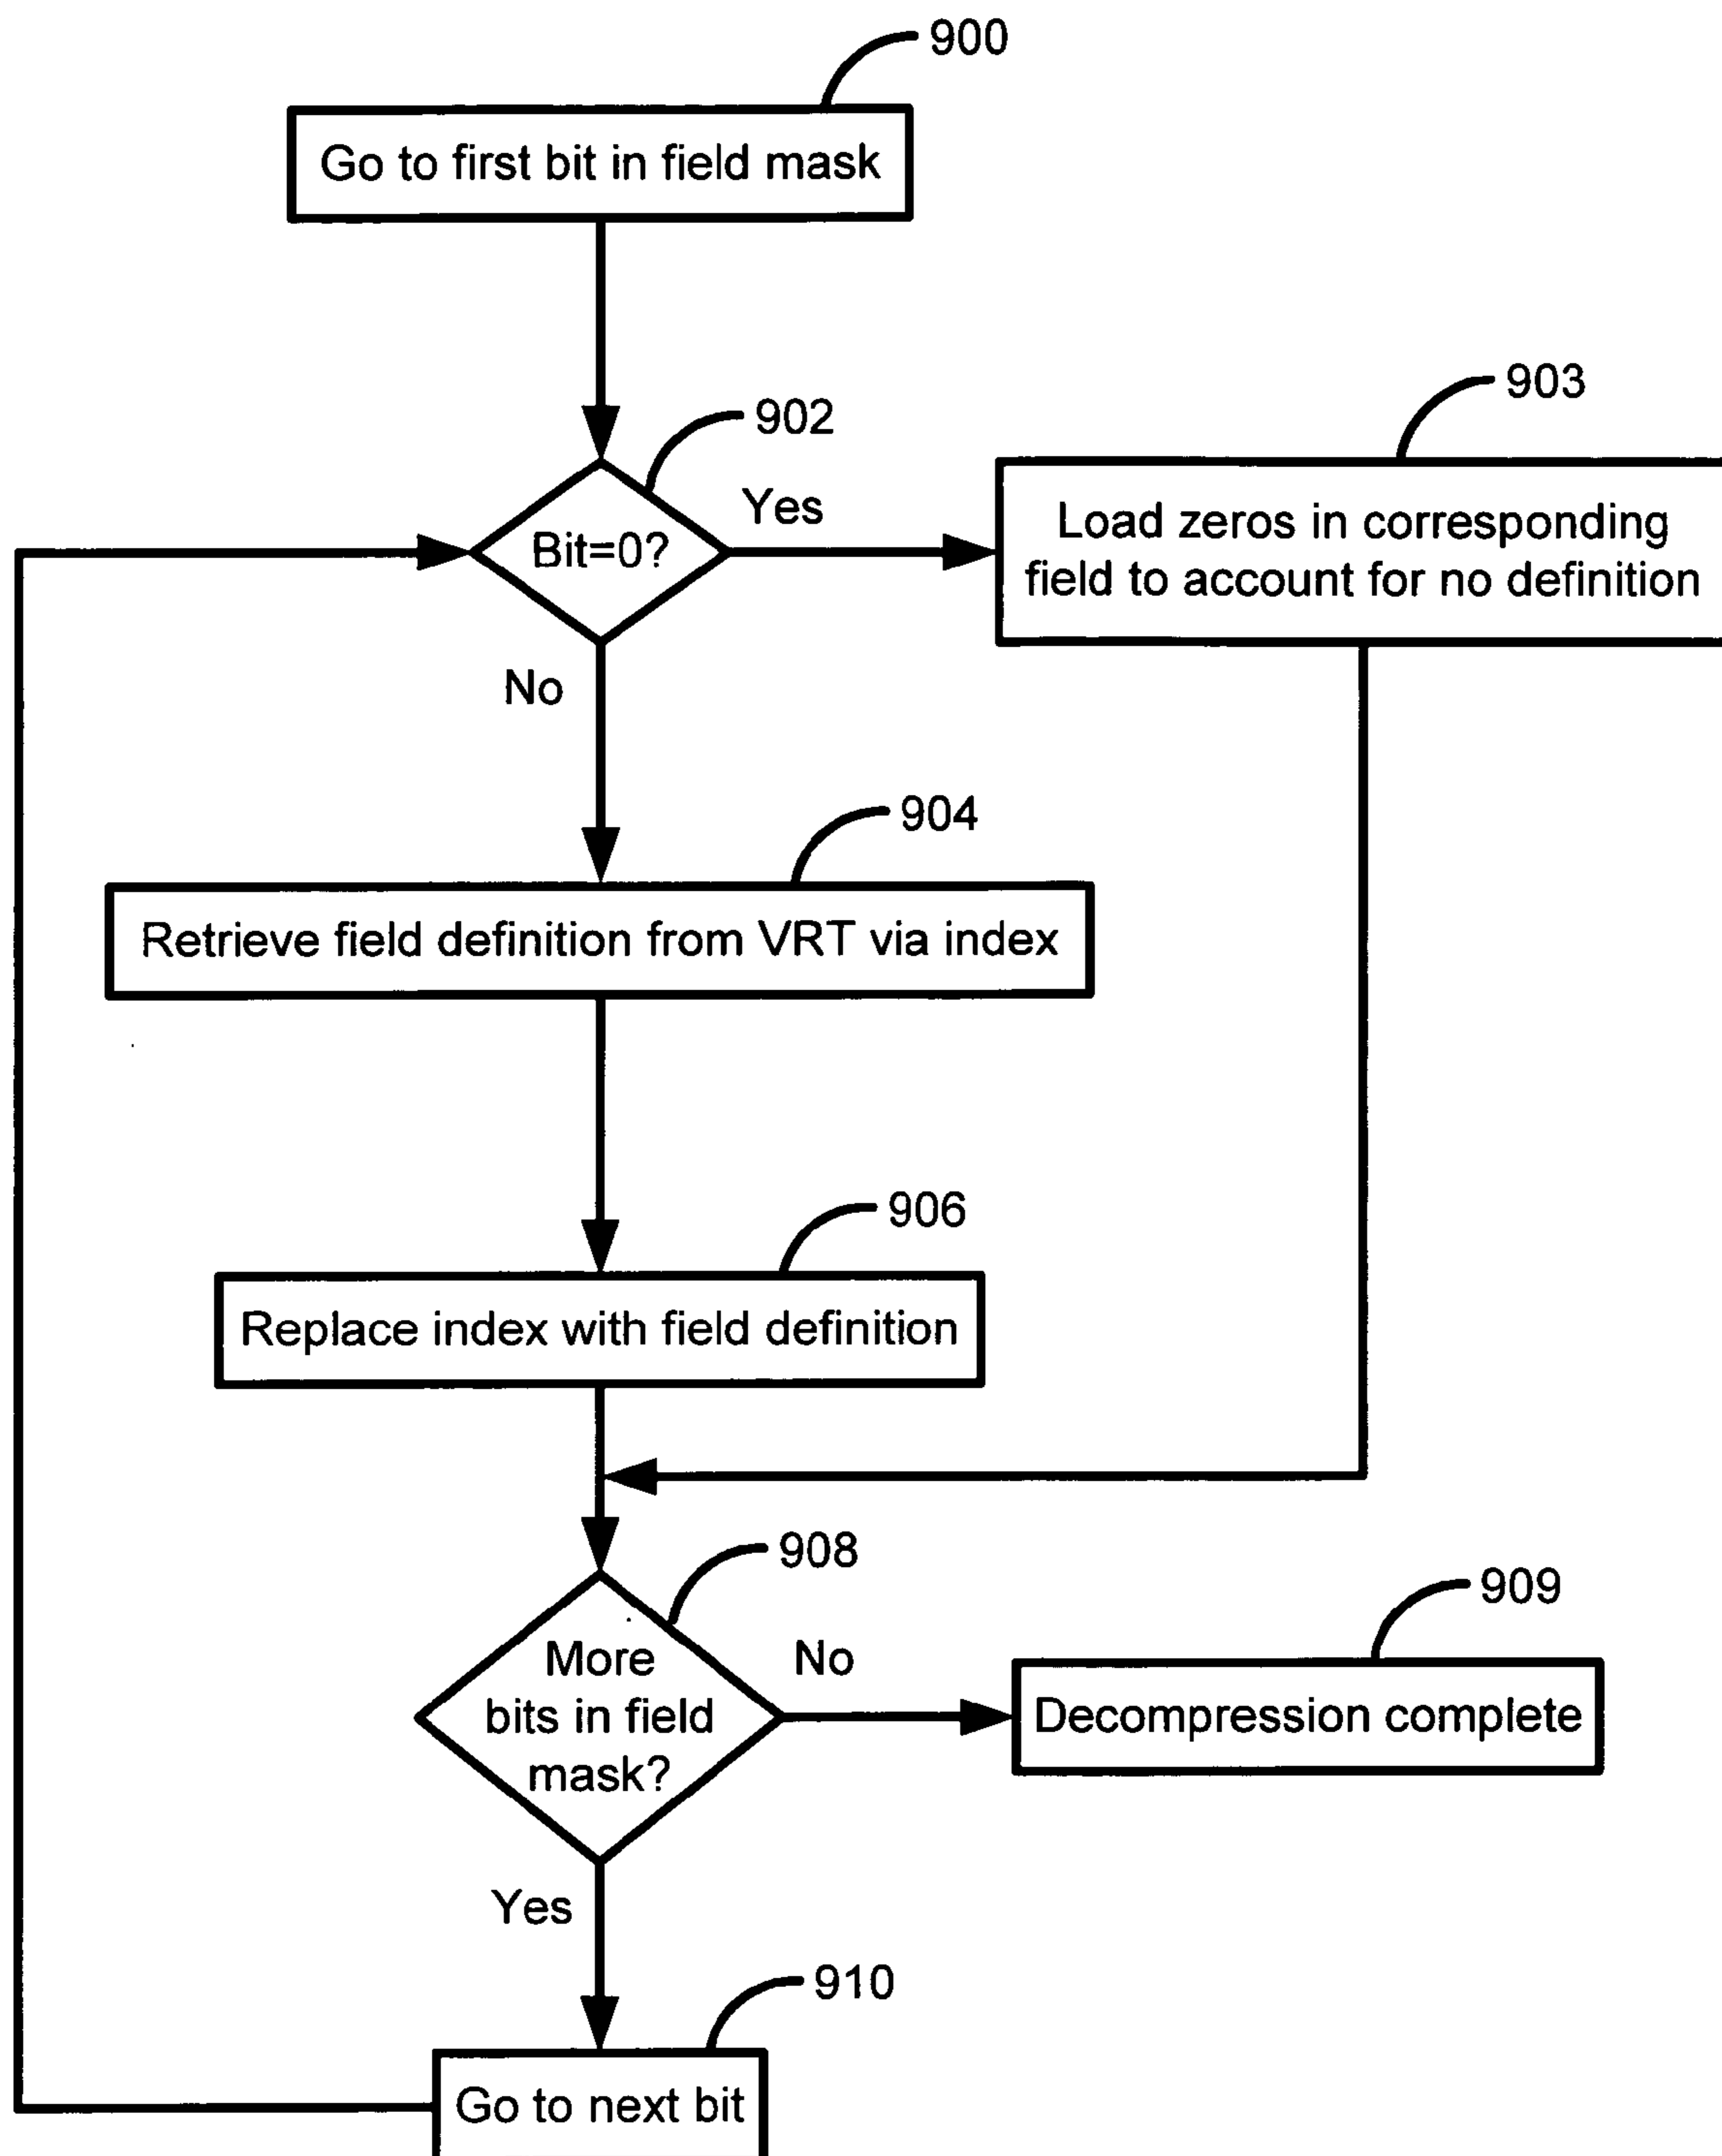 900
Go to first bit in field mask
903
902
Yes
Load zeros in corresponding
field to account for no definition
Bit=0?
No
904
Retrieve field definition from VRT via index
906
Replace index with field definition
908
909
More
bits in field
mask?
No
Decompression complete
Yes
910
Go to next bit